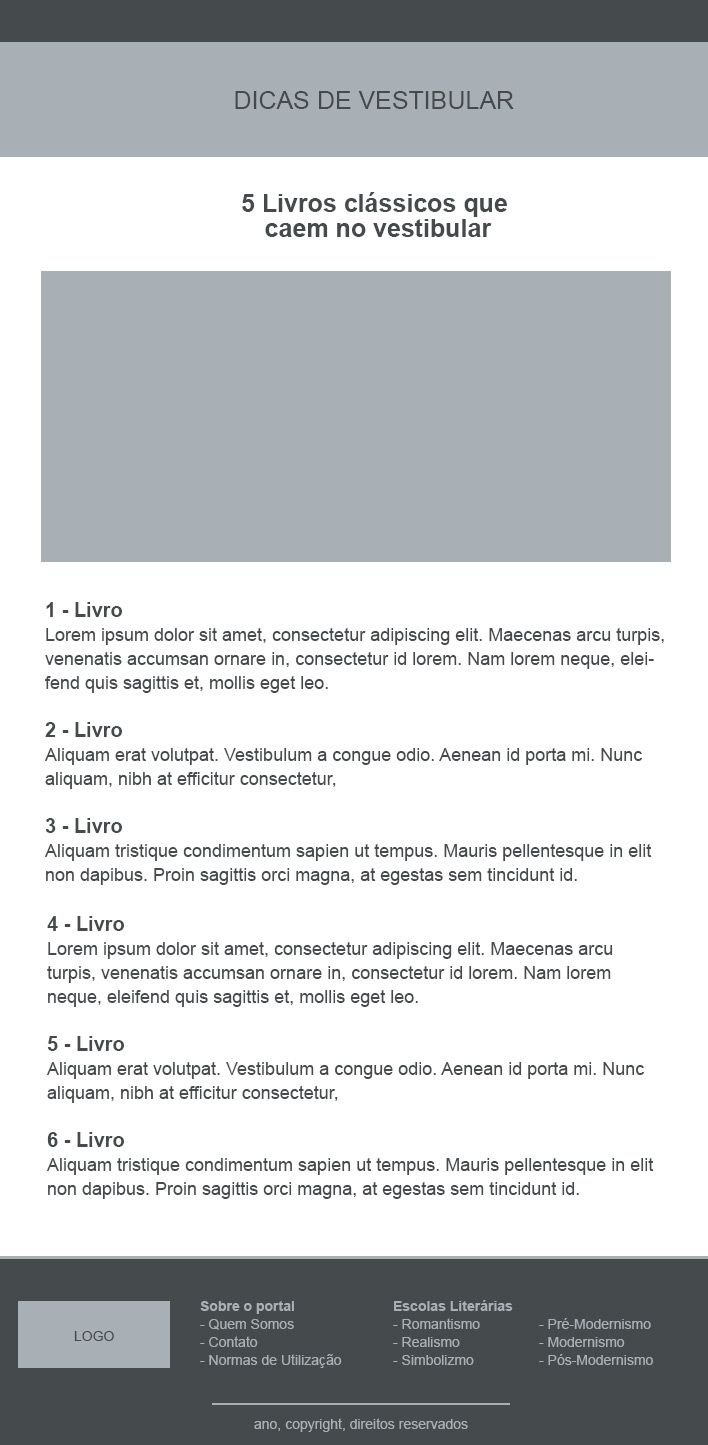 DICAS DE VESTIBULAR
5 Livros clássicos que
caem no vestibular
1 - Livro
Lorem ipsum dolor sit amet, consectetur adipiscing elit. Maecenas arcu turpis,
venenatis accumsan ornare in, consectetur id lorem. Nam lorem neque, elei-
fend quis sagittis et, mollis eget leo.
2 - Livro
Aliquam erat volutpat. Vestibulum a congue odio. Aenean id porta mi. Nunc
aliquam, nibh at efficitur consectetur,
3 - Livro
Aliquam tristique condimentum sapien ut tempus. Mauris pellentesque in elit
non dapibus. Proin sagittis orci magna, at egestas sem tincidunt id.
4 - Livro
Lorem ipsum dolor sit amet, consectetur adipiscing elit. Maecenas arcu
turpis, venenatis accumsan ornare in, consectetur id lorem. Nam lorem
neque, eleifend quis sagittis et, mollis eget leo.
5 - Livro
Aliquam erat volutpat. Vestibulum a congue odio. Aenean id porta mi. Nunc
aliquam, nibh at efficitur consectetur,
6 - Livro
Aliquam tristique condimentum sapien ut tempus. Mauris pellentesque in elit
non dapibus. Proin sagittis orci magna, at egestas sem tincidunt id.
LOGO
Sobre o portal
- Quem Somos
- Contato
- Normas de Utilização
Escolas Literárias
- Romantismo
- Realismo
- Simbolizmo
- Pré-Modernismo
- Modernismo
- Pós-Modernismo
ano, copyright, direitos reservados